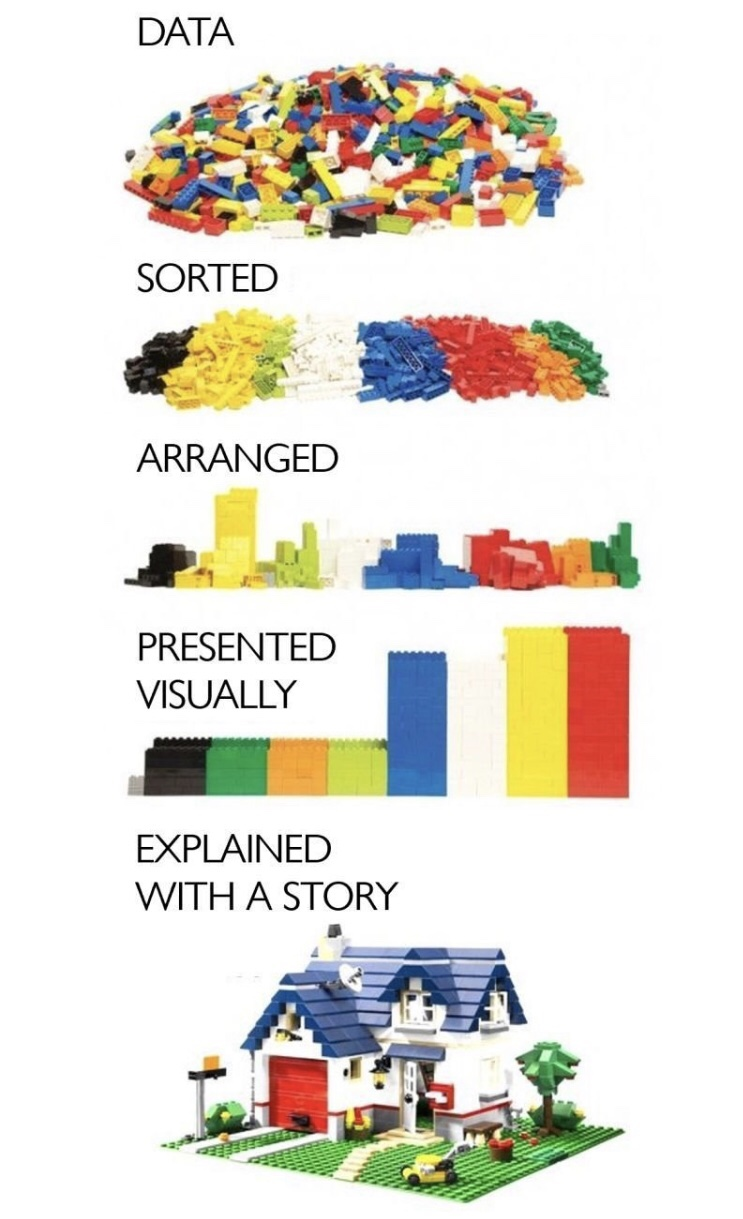 DATA
SORTED
ARRANGED
PRESENTED
VISUALLY
EXPLAINED
WITH A STORY